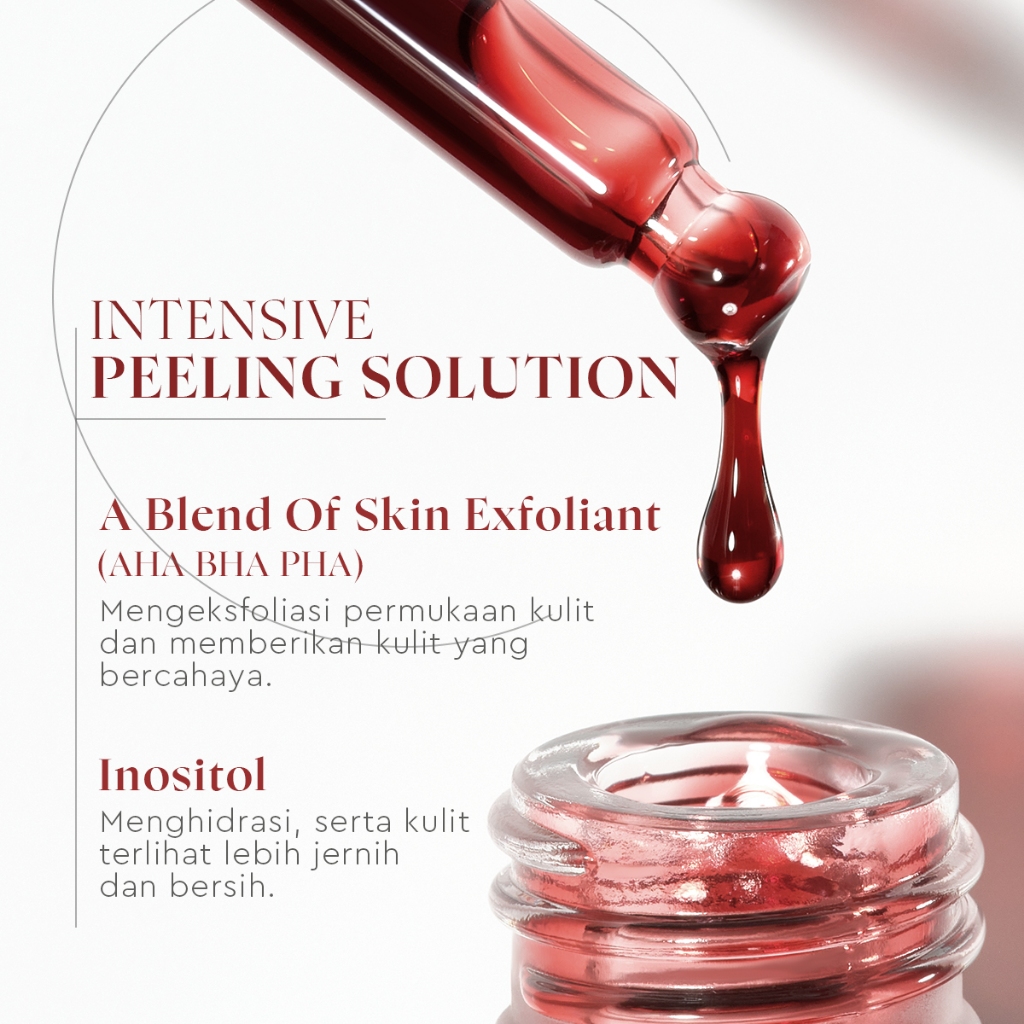 INTENSIVE
PEELING SOLUTION
A Blend Of Skin Exfoliant
(AHA BHA PHA)
Mengeksfoliasi permukaan kulit
dan memberikan kulit yang
bercahaya.
Inositol
Menghidrasi, serta kulit
terlihat lebih jernih
dan bersih.